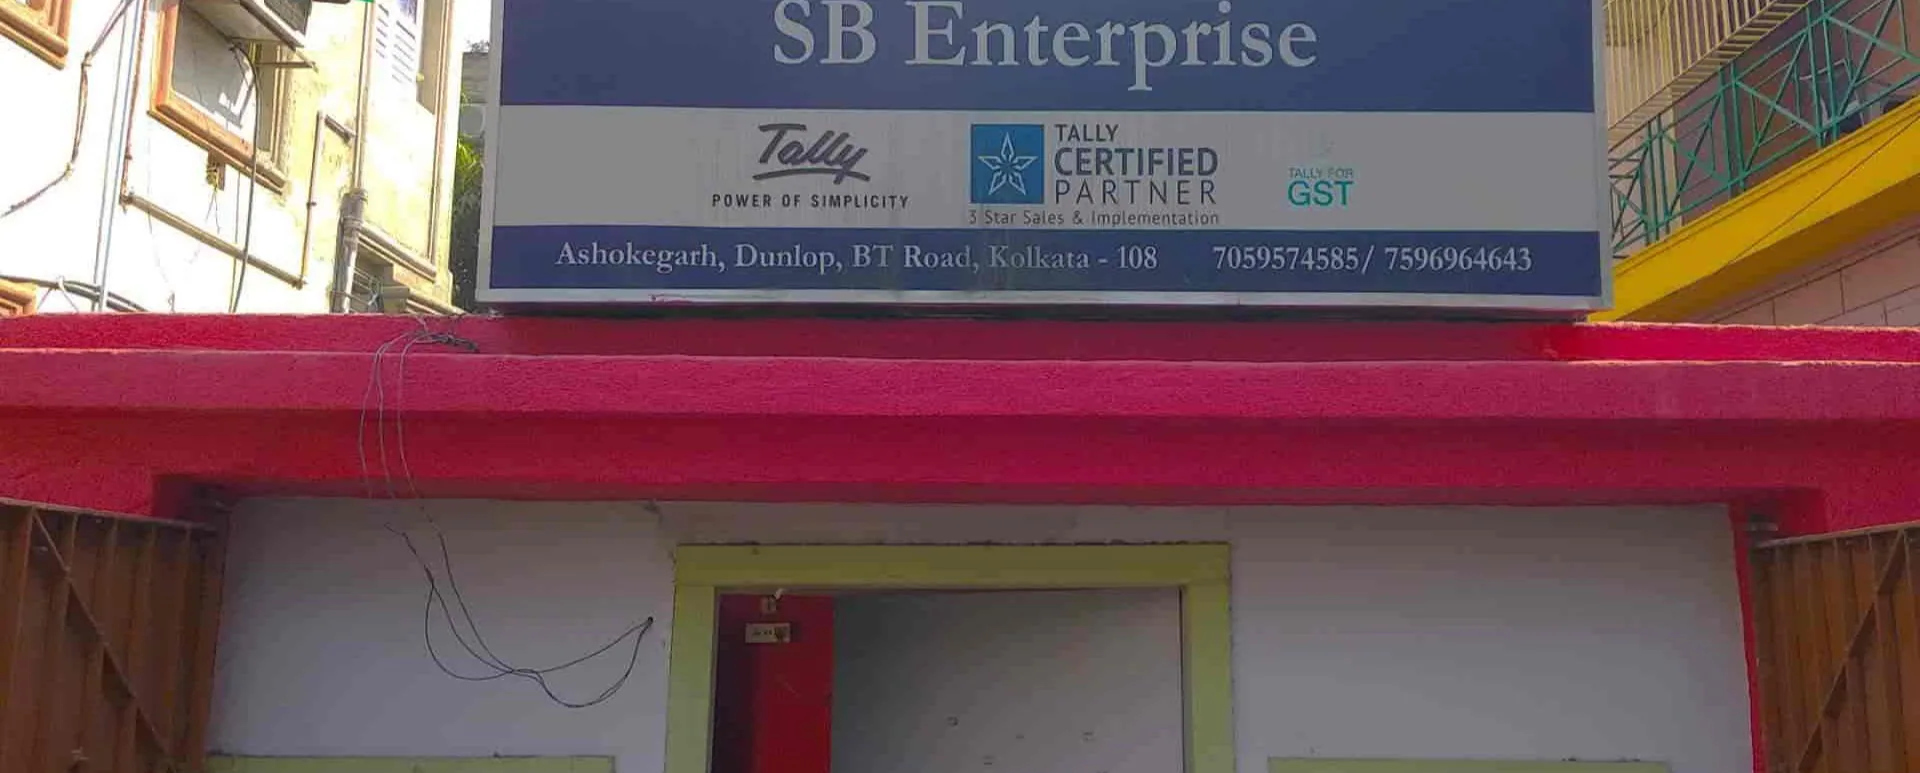 SB Enterprise
Tally
POWER OF SIMPLICITY
TALLY
CERTIFIED
PARTNER
3 Star Sales & Implementation
TALLY FOR
GST
Ashokegarh, Dunlop, BT Road, Kolkata - 108 7059574585/ 7596964643